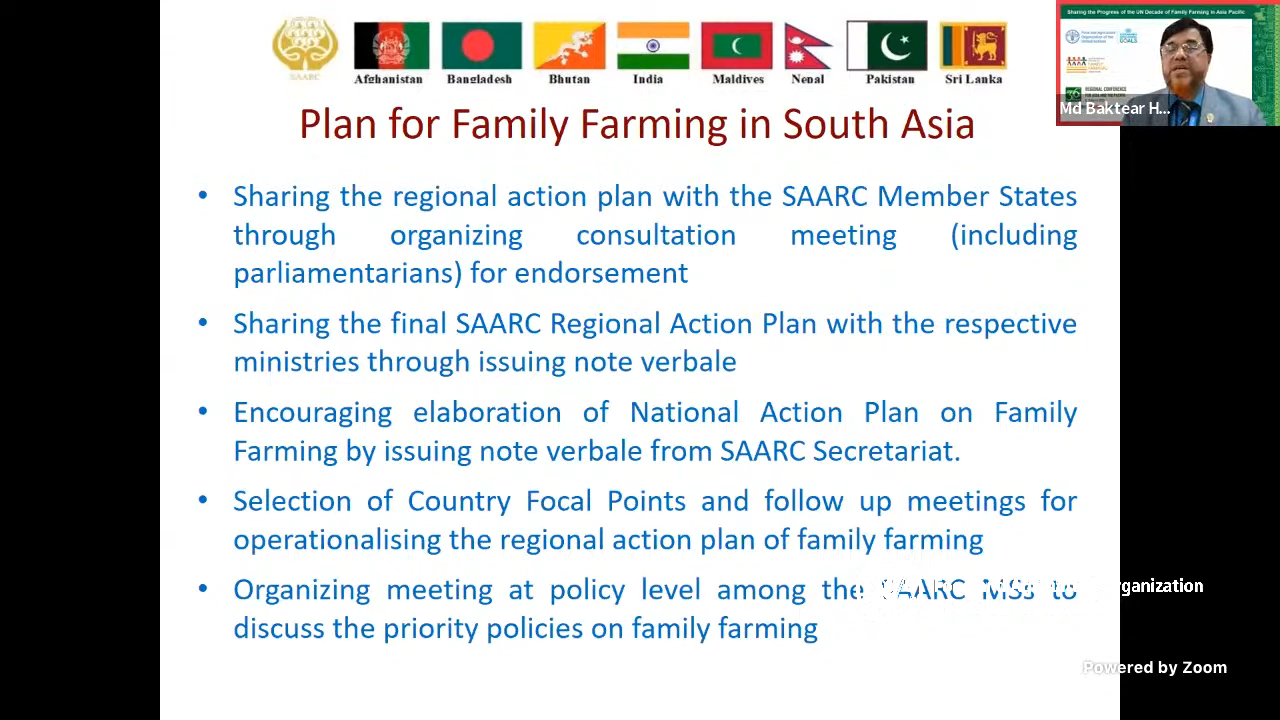 Sharing the Progress of the UN Decade of Family Farming in Asia Pacific
SAARC
Afghanistan Bangladesh Bhutan India Maldives Nepal Pakistan Sri Lanka
Md Baktear H...
Plan for Family Farming in South Asia
• Sharing the regional action plan with the SAARC Member States
through organizing consultation meeting (including
parliamentarians) for endorsement
• Sharing the final SAARC Regional Action Plan with the respective
ministries through issuing note verbale
• Encouraging elaboration of National Action Plan on Family
Farming by issuing note verbale from SAARC Secretariat.
• Selection of Country Focal Points and follow up meetings for
operationalising the regional action plan of family farming
• Organizing meeting at policy level among the SAARC MSs to
discuss the priority policies on family farming
Powered by Zoom